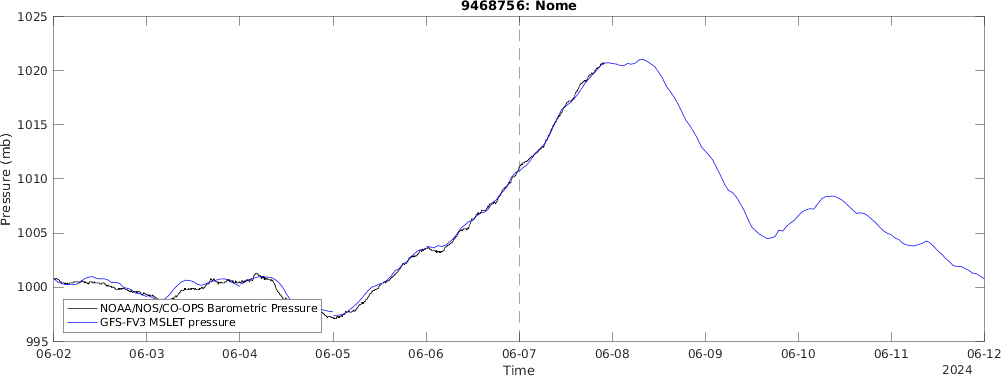 9468756: Nome
1025
1020
1015
1010
1005
1000
995
Pressure (mb)
NOAA/NOS/CO-OPS Barometric Pressure
GFS-FV3 MSLET pressure
06-02 06-03 06-04 06-05 06-06 06-07 06-08 06-09 06-10 06-11 06-12
Time
2024